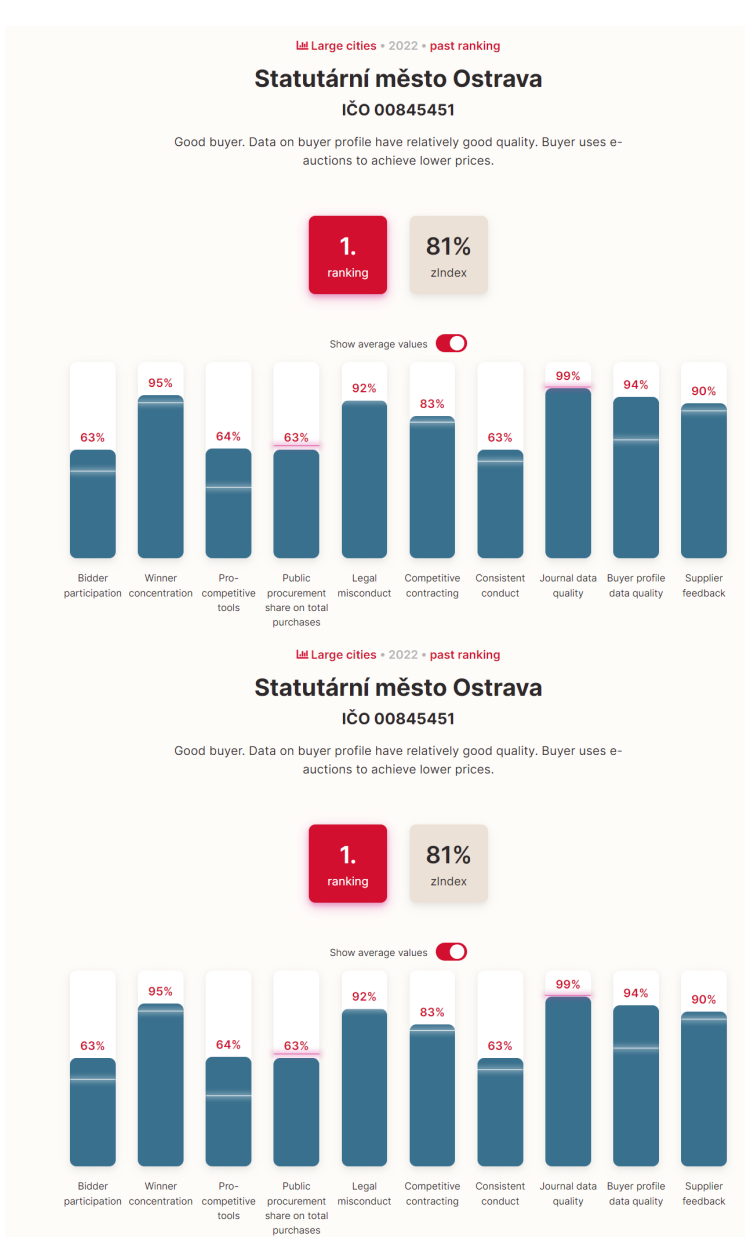 Large cities • 2022 • past ranking
Statutární město Ostrava
IČO 00845451
Good buyer. Data on buyer profile have relatively good quality. Buyer uses e-
auctions to achieve lower prices.
1.
ranking
81%
zIndex
Show average values
63%
95%
64%
63%
92%
83%
63%
99%
94%
90%
Bidder
participation
Winner
concentration
Pro-
competitive
tools
Public
procurement
share on total
purchases
Legal
misconduct
Competitive
contracting
Consistent
conduct
Journal data
quality
Buyer profile
data quality
Supplier
feedback
Large cities • 2022 • past ranking
Statutární město Ostrava
IČO 00845451
Good buyer. Data on buyer profile have relatively good quality. Buyer uses e-
auctions to achieve lower prices.
1.
ranking
81%
zIndex
Show average values
63%
95%
64%
63%
92%
83%
63%
99%
94%
90%
Bidder
participation
Winner
concentration
Pro-
competitive
tools
Public
procurement
share on total
purchases
Legal
misconduct
Competitive
contracting
Consistent
conduct
Journal data
quality
Buyer profile
data quality
Supplier
feedback